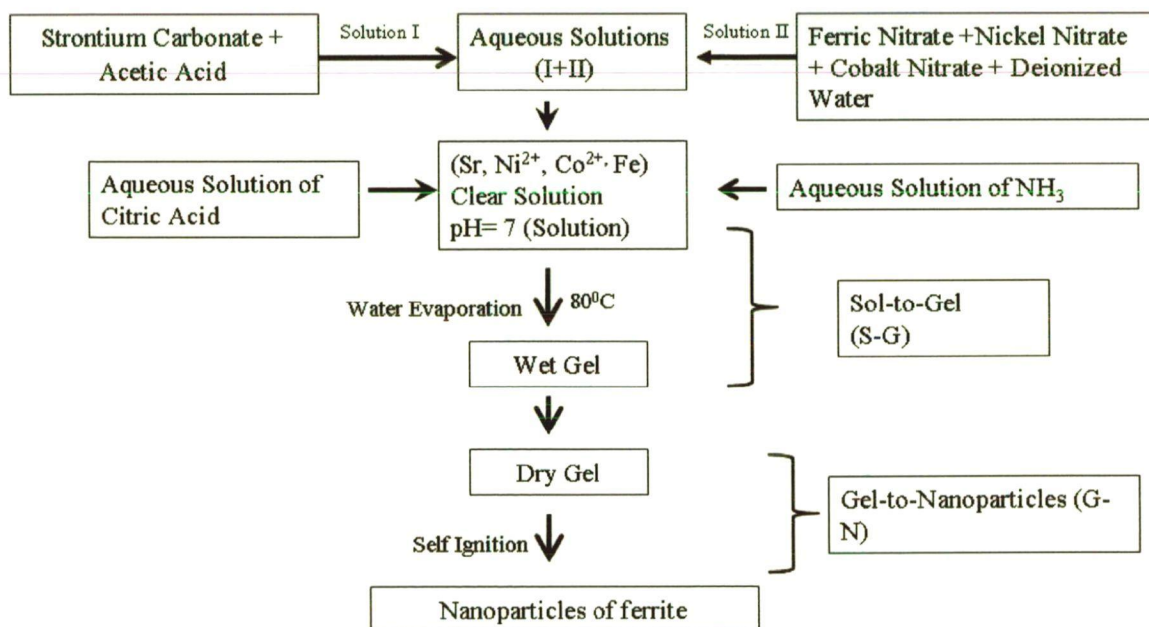 Strontium Carbonate +
Acetic Acid
Solution I
Aqueous Solutions
(I+II)
Solution II
Ferric Nitrate +Nickel Nitrate
+ Cobalt Nitrate + Deionized
Water
Aqueous Solution of
Citric Acid
(Sr, Ni²⁺, Co²⁺, Fe)
Clear Solution
pH= 7 (Solution)
Aqueous Solution of NH₃
Water Evaporation
80⁰C
Sol-to-Gel
(S-G)
Wet Gel
Dry Gel
Gel-to-Nanoparticles (G-
N)
Self Ignition
Nanoparticles of ferrite